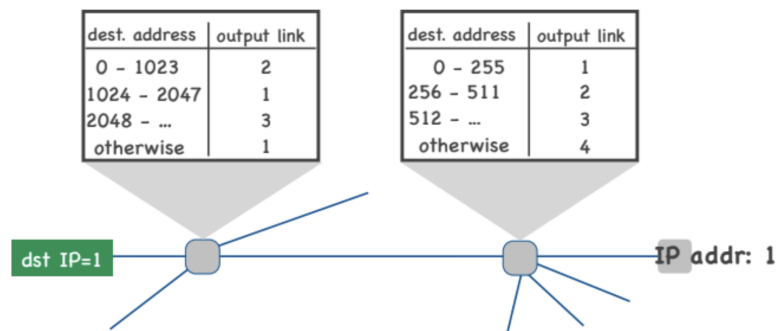 dest. address output link
0 - 1023 2
1024 - 2047 1
2048 - ... 3
otherwise 1
dest. address output link
0 - 255 1
256 - 511 2
512 - ... 3
otherwise 4
dst IP=1
IP addr: 1